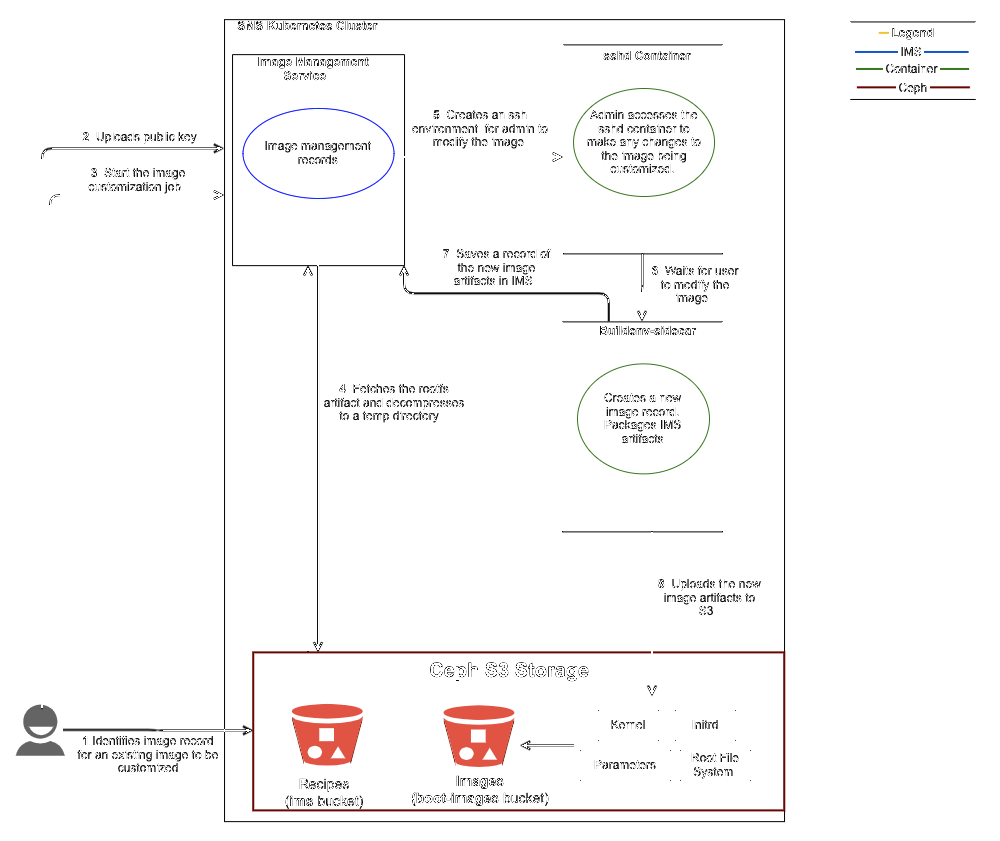 SMS Kubernetes Cluster
Image Management
Service
Image management
records
2 Uploads public key
3 Start the image
customization job
5 Creates an ssh
environment for admin to
modify the image
sshd Container
Admin accesses the
sshd container to
make any changes to
the image being
customized.
Legend
IMS
Container
Ceph
7 Saves a record of
the new image
artifacts in IMS
6 Waits for user
to modify the
image
Buildenv-sidecar
Creates a new
image record.
Packages IMS
artifacts
4 Fetches the rootfs
artifact and decompresses
to a temp directory
8 Uploads the new
image artifacts to
S3
Ceph S3 Storage
1 Identifies image record
for an existing image to be
customized
Recipes
(ims bucket)
Images
(boot-images bucket)
Kernel
Initrd
Parameters
Root File
System